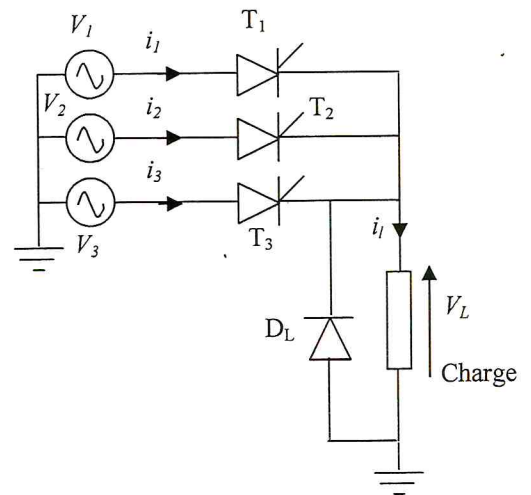 V1 i1 T1
V2 i2 T2
i3
V3 T3 il
DL VL
Charge